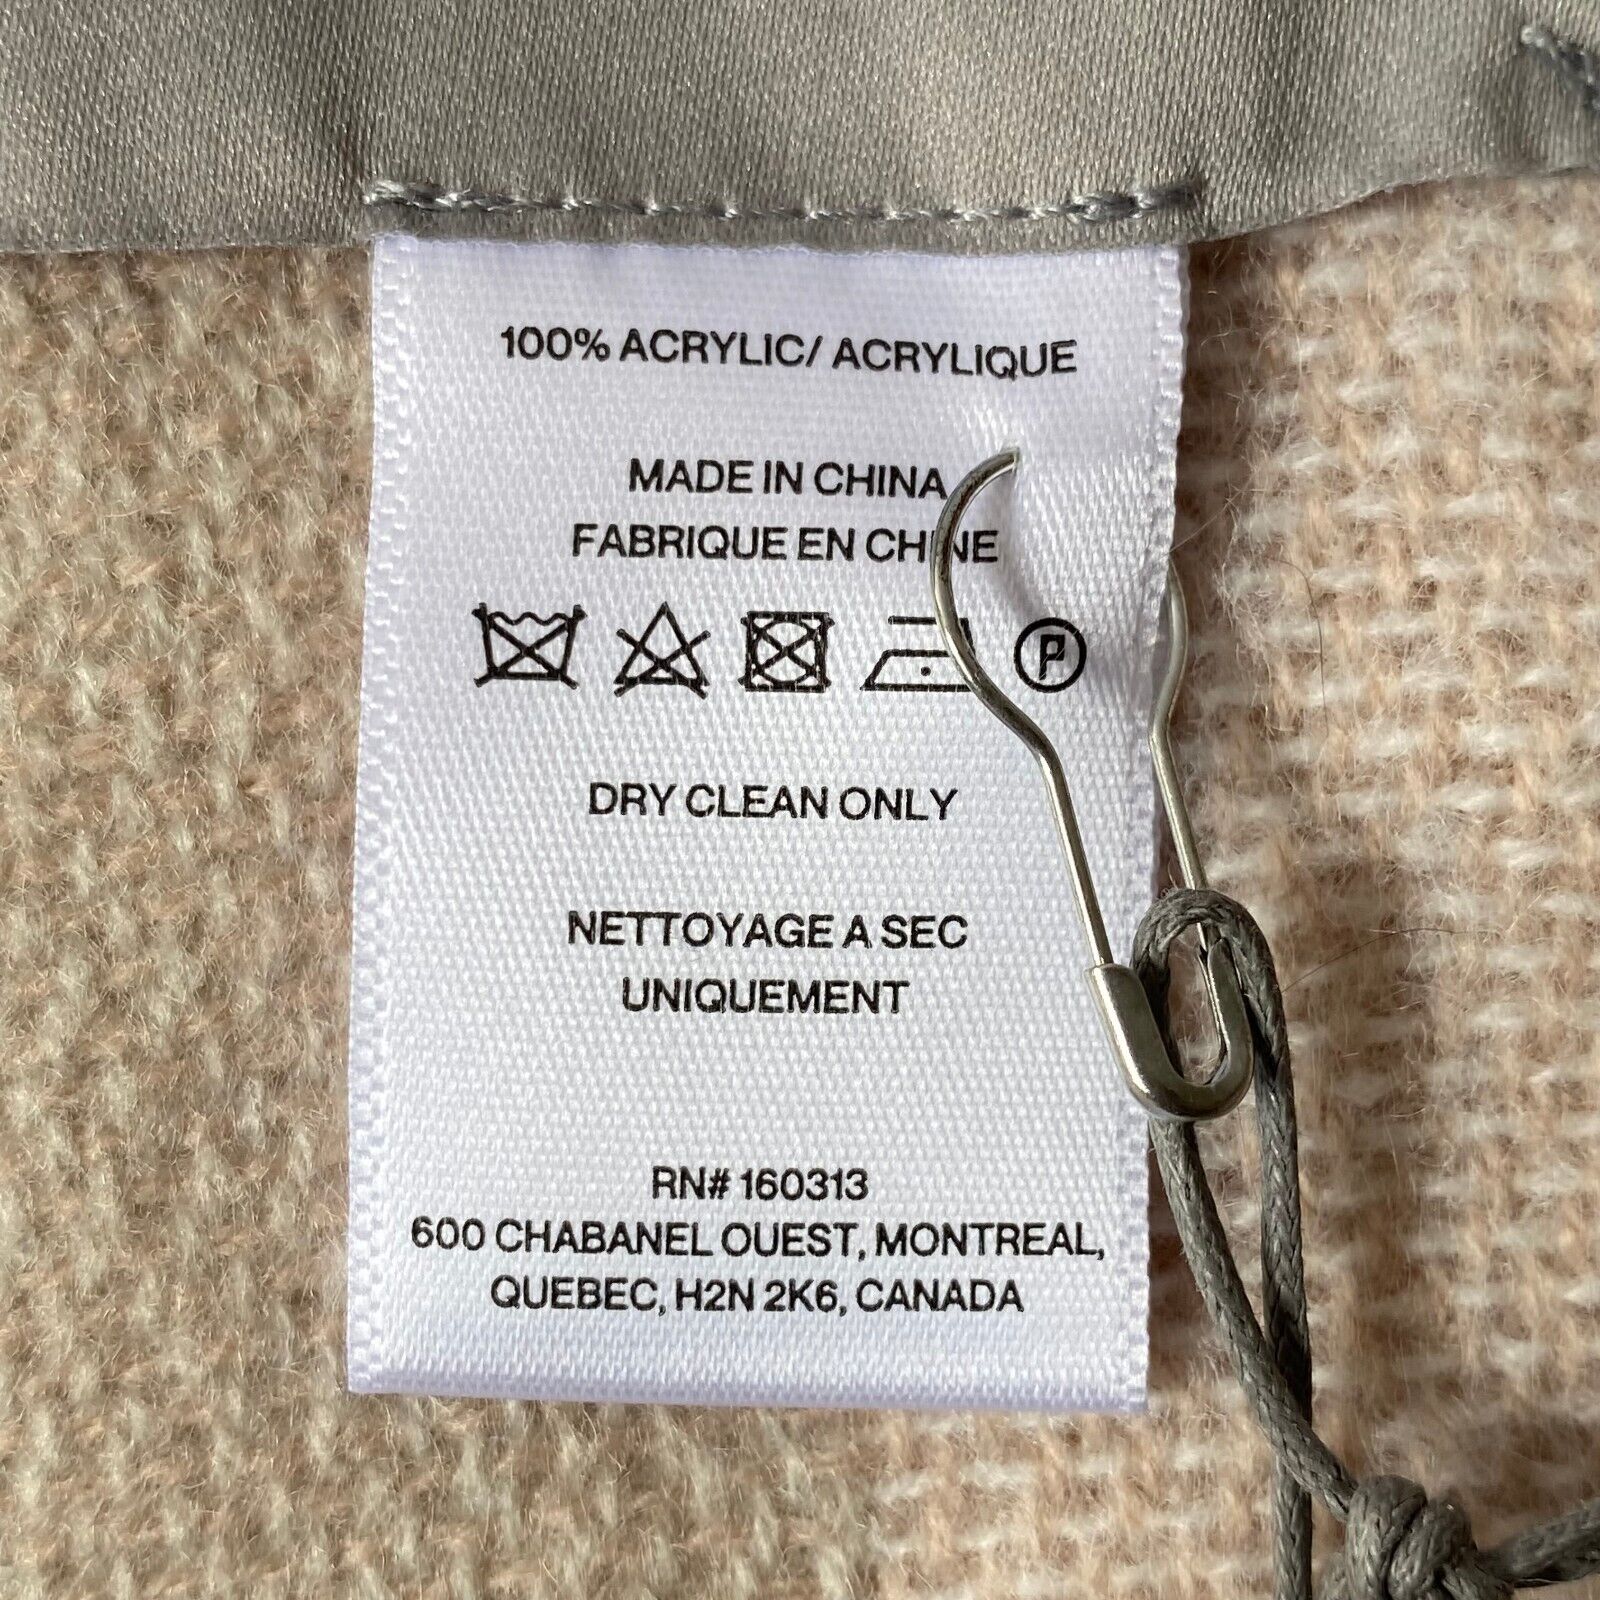 100% ACRYLIC/ ACRYLIQUE
MADE IN CHINA
FABRIQUE EN CHINE
P
DRY CLEAN ONLY
NETTOYAGE A SEC
UNIQUEMENT
RN# 160313
600 CHABANEL OUEST, MONTREAL,
QUEBEC, H2N 2K6, CANADA